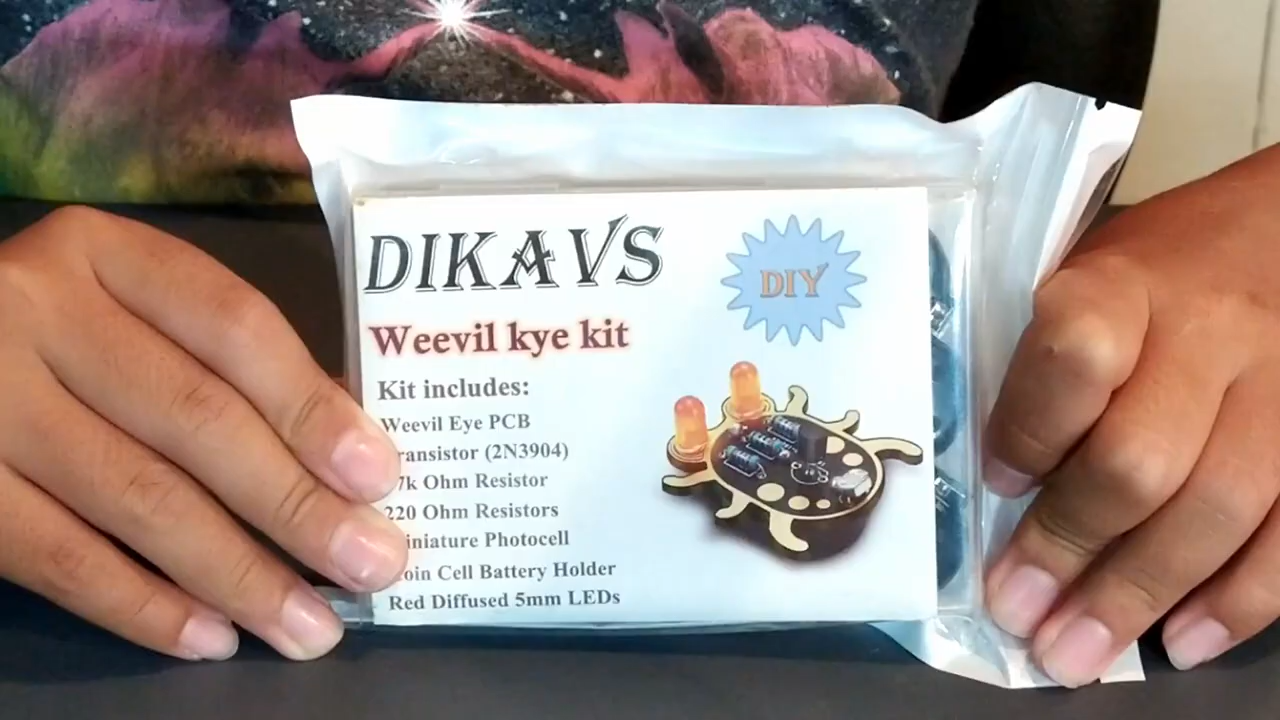 DIKAVS
DIY
Weevil kye kit
Kit includes:
Weevil Eye PCB
ransistor (2N3904)
7k Ohm Resistor
220 Ohm Resistors
iniature Photocell
oin Cell Battery Holder
Red Diffused 5mm LEDs